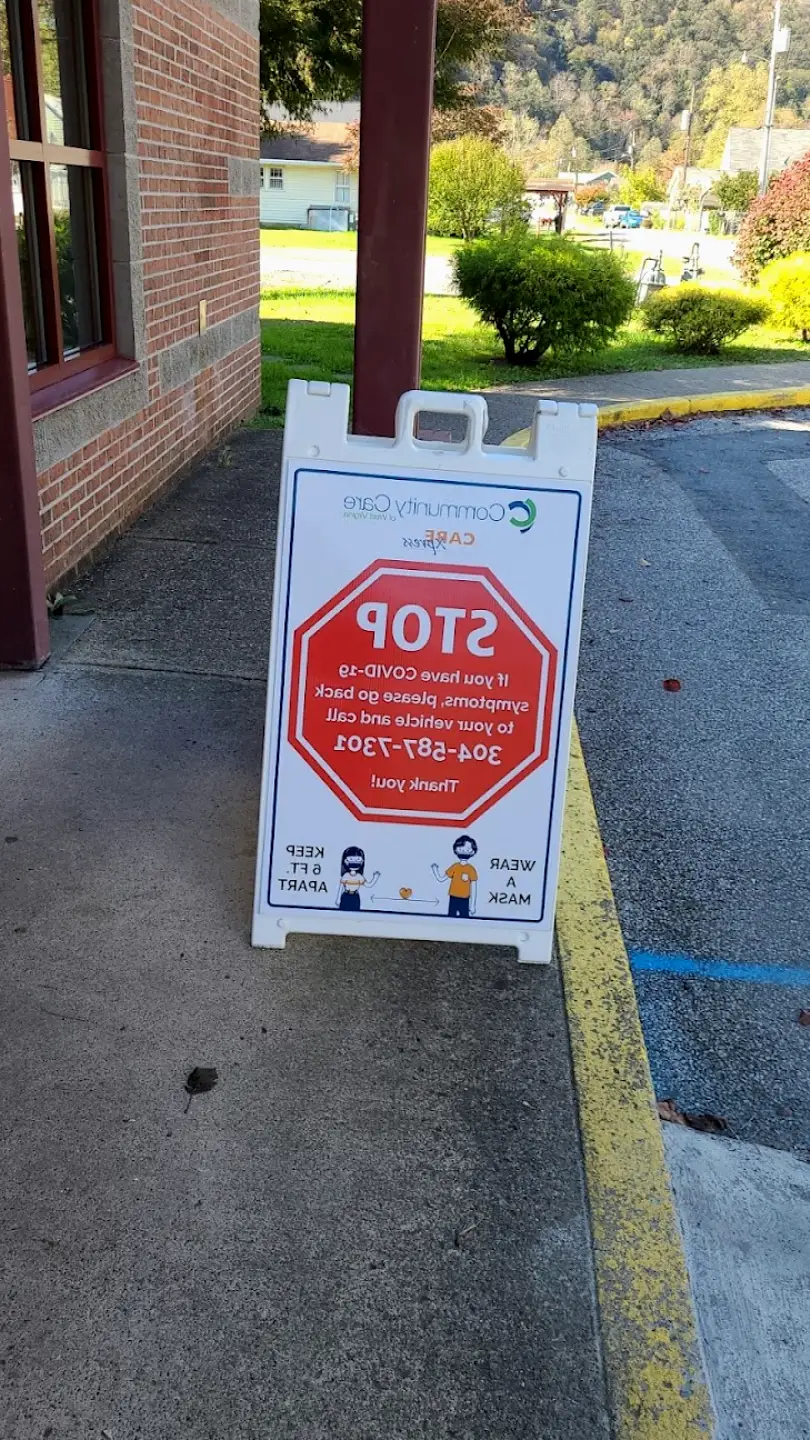 Community Care
of West Virginia
CARE
Xpress
STOP
If you have COVID-19
symptoms, please go back
to your vehicle and call
304-587-7301
Thank you!
WEAR
A
MASK
KEEP
6 FT.
APART